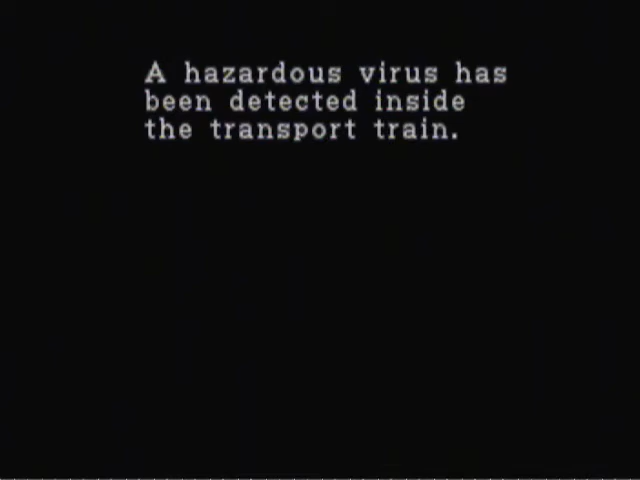 A hazardous virus has
been detected inside
the transport train.